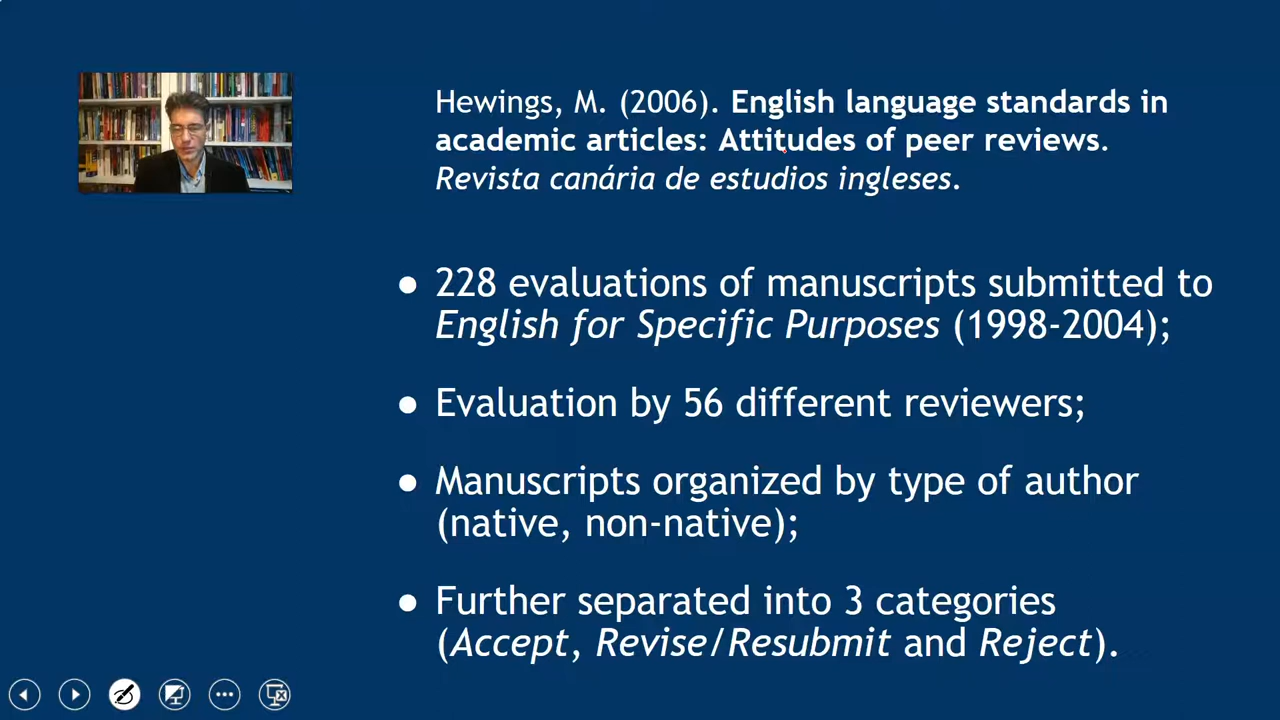 Hewings, M. (2006). English language standards in
academic articles: Attitudes of peer reviews.
Revista canária de estudios ingleses.
● 228 evaluations of manuscripts submitted to
English for Specific Purposes (1998-2004);
● Evaluation by 56 different reviewers;
● Manuscripts organized by type of author
(native, non-native);
● Further separated into 3 categories
(Accept, Revise/Resubmit and Reject).